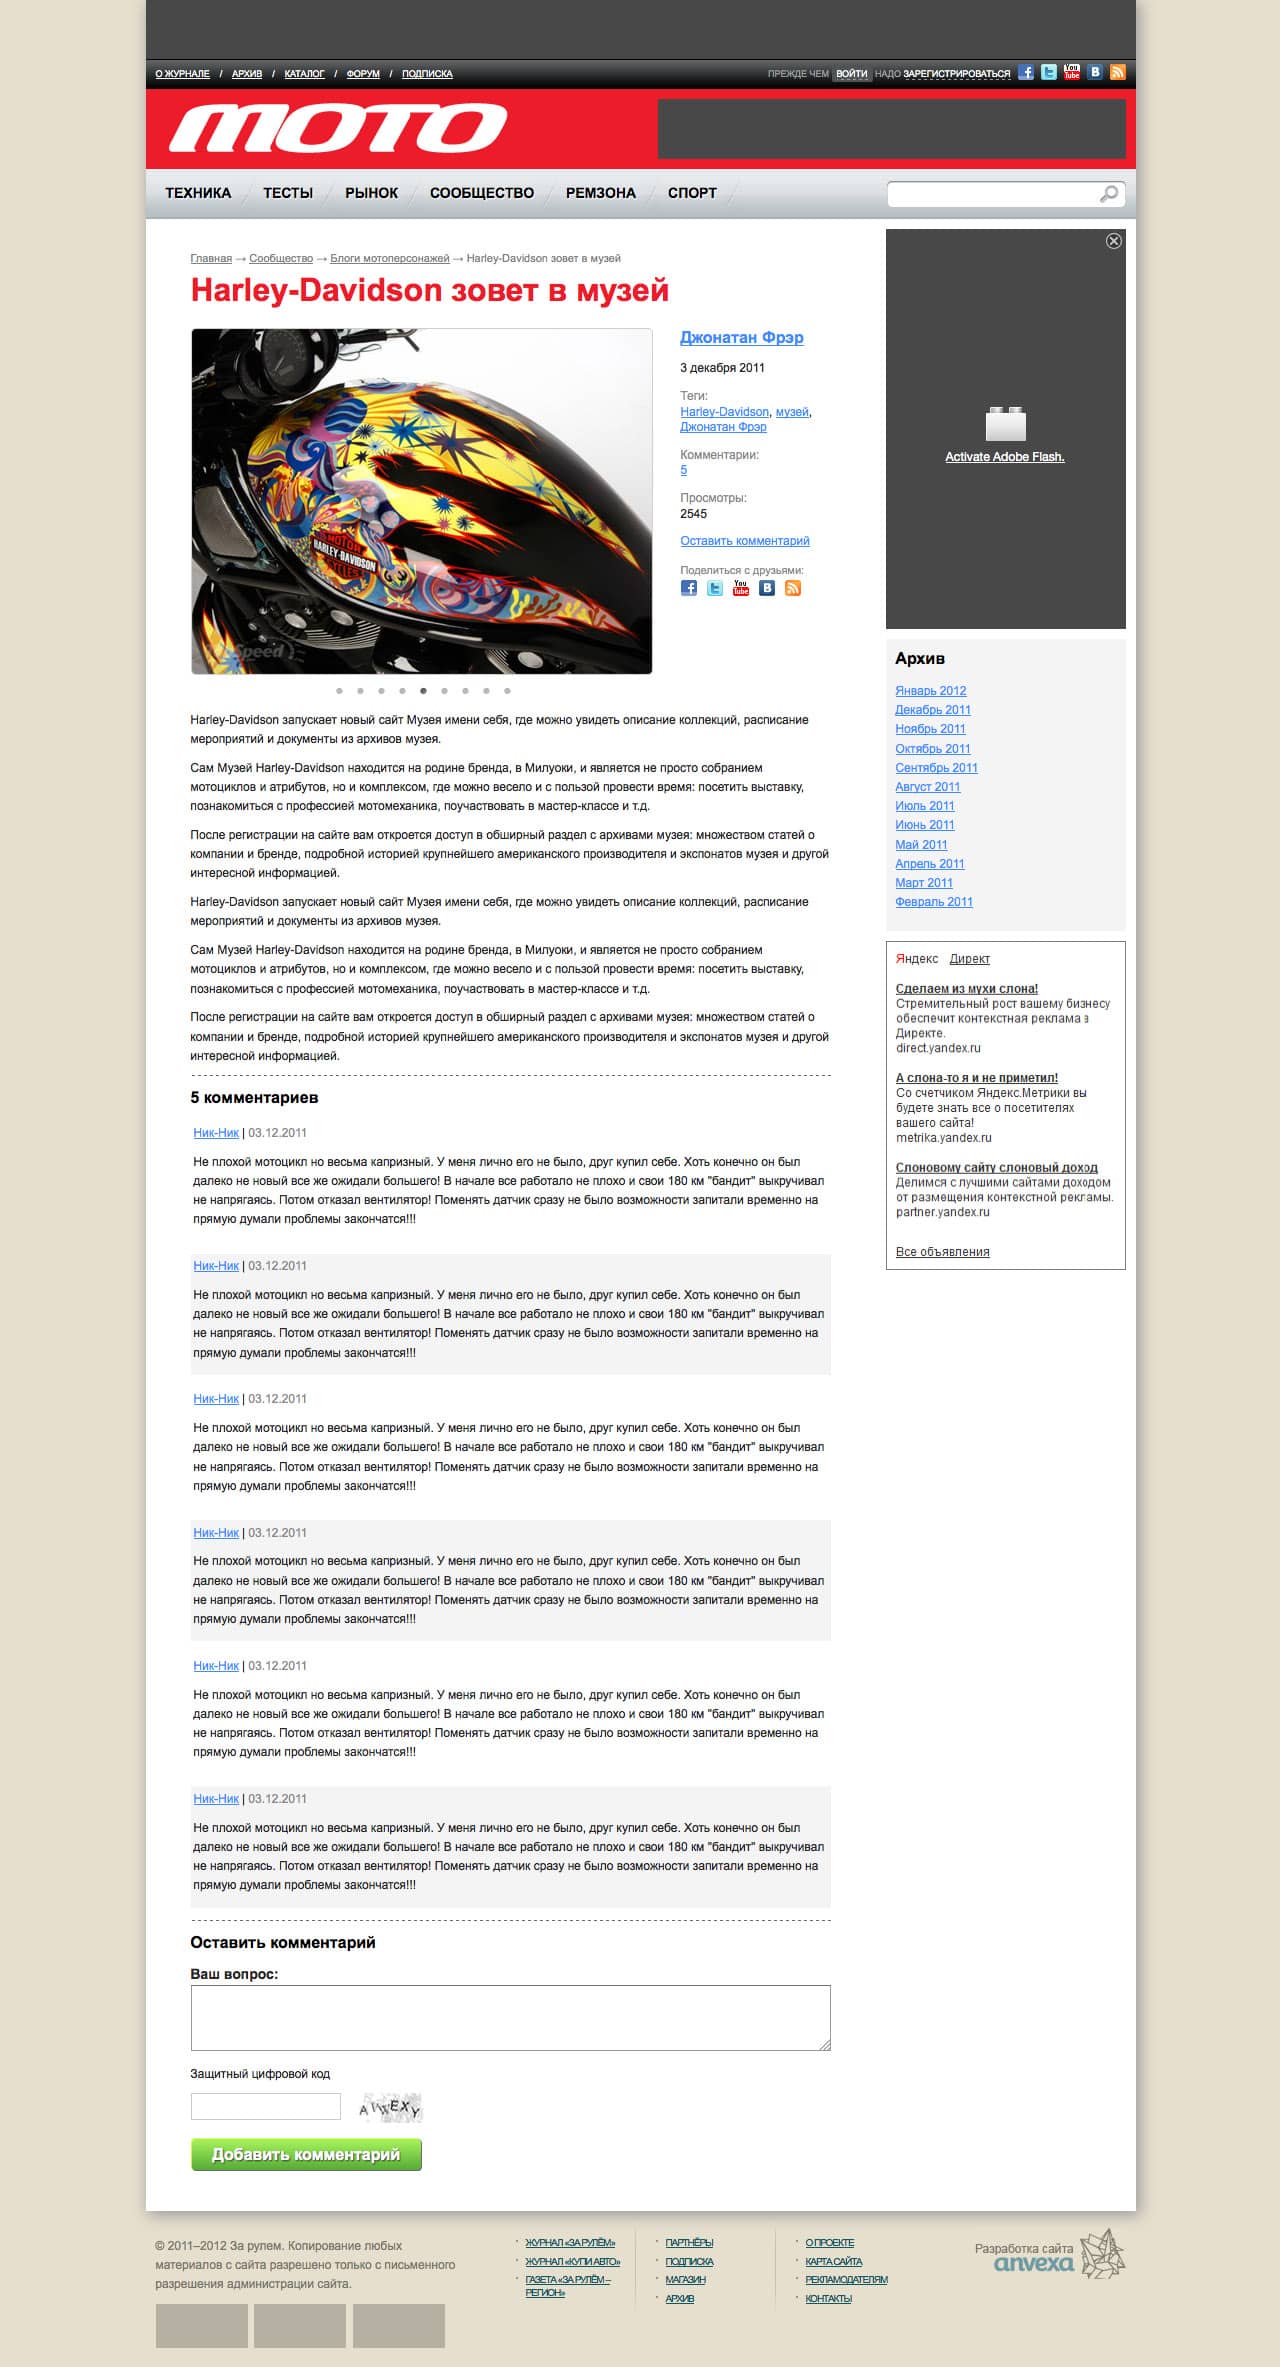 О ЖУРНАЛЕ / АРХИВ / КАТАЛОГ / ФОРУМ / ПОДПИСКА
ПРЕЖДЕ ЧЕМ ВОЙТИ НАДО ЗАРЕГИСТРИРОВАТЬСЯ
МОТО
ТЕХНИКА ТЕСТЫ РЫНОК СООБЩЕСТВО РЕМЗОНА СПОРТ
Главная → Сообщество → Блоги мотоперсонажей → Harley-Davidson зовет в музей
Harley-Davidson зовет в музей
MOTOR
HARLEY-DAVIDSON
CYCLES
Speed
Джонатан Фрэр
3 декабря 2011
Теги:
Harley-Davidson, музей,
Джонатан Фрэр
Комментарии:
5
Просмотры:
2545
Оставить комментарий
Поделиться с друзьями:
You Tube
Harley-Davidson запускает новый сайт Музея имени себя, где можно увидеть описание коллекций, расписание
мероприятий и документы из архивов музея.
Сам Музей Harley-Davidson находится на родине бренда, в Милуоки, и является не просто собранием
мотоциклов и атрибутов, но и комплексом, где можно весело и с пользой провести время: посетить выставку,
познакомиться с профессией мотомеханика, поучаствовать в мастер-классе и т.д.
После регистрации на сайте вам откроется доступ в обширный раздел с архивами музея: множеством статей о
компании и бренде, подробной историей крупнейшего американского производителя и экспонатов музея и другой
интересной информацией.
Harley-Davidson запускает новый сайт Музея имени себя, где можно увидеть описание коллекций, расписание
мероприятий и документы из архивов музея.
Сам Музей Harley-Davidson находится на родине бренда, в Милуоки, и является не просто собранием
мотоциклов и атрибутов, но и комплексом, где можно весело и с пользой провести время: посетить выставку,
познакомиться с профессией мотомеханика, поучаствовать в мастер-классе и т.д.
После регистрации на сайте вам откроется доступ в обширный раздел с архивами музея: множеством статей о
компании и бренде, подробной историей крупнейшего американского производителя и экспонатов музея и другой
интересной информацией.
5 комментариев
Ник-Ник | 03.12.2011
Не плохой мотоцикл но весьма капризный. У меня лично его не было, друг купил себе. Хоть конечно он был
далеко не новый все же ожидали большего! В начале все работало не плохо и свои 180 км "бандит" выкручивал
не напрягаясь. Потом отказал вентилятор! Поменять датчик сразу не было возможности запитали временно на
прямую думали проблемы закончатся!!!
Ник-Ник | 03.12.2011
Не плохой мотоцикл но весьма капризный. У меня лично его не было, друг купил себе. Хоть конечно он был
далеко не новый все же ожидали большего! В начале все работало не плохо и свои 180 км "бандит" выкручивал
не напрягаясь. Потом отказал вентилятор! Поменять датчик сразу не было возможности запитали временно на
прямую думали проблемы закончатся!!!
Ник-Ник | 03.12.2011
Не плохой мотоцикл но весьма капризный. У меня лично его не было, друг купил себе. Хоть конечно он был
далеко не новый все же ожидали большего! В начале все работало не плохо и свои 180 км "бандит" выкручивал
не напрягаясь. Потом отказал вентилятор! Поменять датчик сразу не было возможности запитали временно на
прямую думали проблемы закончатся!!!
Ник-Ник | 03.12.2011
Не плохой мотоцикл но весьма капризный. У меня лично его не было, друг купил себе. Хоть конечно он был
далеко не новый все же ожидали большего! В начале все работало не плохо и свои 180 км "бандит" выкручивал
не напрягаясь. Потом отказал вентилятор! Поменять датчик сразу не было возможности запитали временно на
прямую думали проблемы закончатся!!!
Ник-Ник | 03.12.2011
Не плохой мотоцикл но весьма капризный. У меня лично его не было, друг купил себе. Хоть конечно он был
далеко не новый все же ожидали большего! В начале все работало не плохо и свои 180 км "бандит" выкручивал
не напрягаясь. Потом отказал вентилятор! Поменять датчик сразу не было возможности запитали временно на
прямую думали проблемы закончатся!!!
Ник-Ник | 03.12.2011
Не плохой мотоцикл но весьма капризный. У меня лично его не было, друг купил себе. Хоть конечно он был
далеко не новый все же ожидали большего! В начале все работало не плохо и свои 180 км "бандит" выкручивал
не напрягаясь. Потом отказал вентилятор! Поменять датчик сразу не было возможности запитали временно на
прямую думали проблемы закончатся!!!
Оставить комментарий
Ваш вопрос:
Защитный цифровой код
Добавить комментарий
Activate Adobe Flash.
Архив
Январь 2012
Декабрь 2011
Ноябрь 2011
Октябрь 2011
Сентябрь 2011
Август 2011
Июль 2011
Июнь 2011
Май 2011
Апрель 2011
Март 2011
Февраль 2011
Яндекс Директ
Сделаем из мухи слона!
Стремительный рост вашему бизнесу
обеспечит контекстная реклама в
Директе.
direct.yandex.ru
А слона-то я и не приметил!
Со счетчиком Яндекс.Метрики вы
будете знать все о посетителях
вашего сайта!
metrika.yandex.ru
Слоновому сайту слоновый доход
Делимся с лучшими сайтами доходом
от размещения контекстной рекламы.
partner.yandex.ru
Все объявления
© 2011–2012 За рулем. Копирование любых
материалов с сайта разрешено только с письменного
разрешения администрации сайта.
ЖУРНАЛ «ЗА РУЛЁМ»
ЖУРНАЛ «КУПИ АВТО»
ГАЗЕТА «ЗА РУЛЁМ –
РЕГИОН»
ПАРТНЁРЫ
ПОДПИСКА
МАГАЗИН
АРХИВ
О ПРОЕКТЕ
КАРТА САЙТА
РЕКЛАМОДАТЕЛЯМ
КОНТАКТЫ
Разработка сайта
anvexa